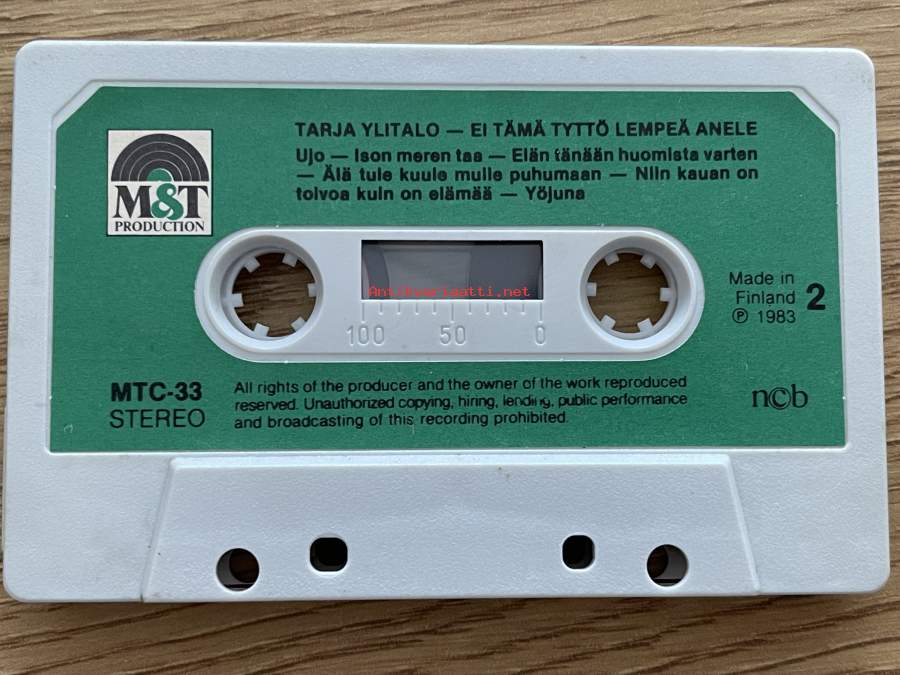 TARJA YLITALO — EI TÄMÄ TYTTÖ LEMPEÄ ANELE
Ujo — Ison meren taa — Elän tänään huomista varten
— Älä tule kuule mulle puhumaan — Niin kauan on
toivoa kuin on elämää — Yöjuna
M&T
PRODUCTION
Antikvariaatti.net
100 50 0
Made in
Finland 2
℗ 1983
MTC-33
STEREO
All rights of the producer and the owner of the work reproduced
reserved. Unauthorized copying, hiring, lending, public performance
and broadcasting of this recording prohibited.
ncb